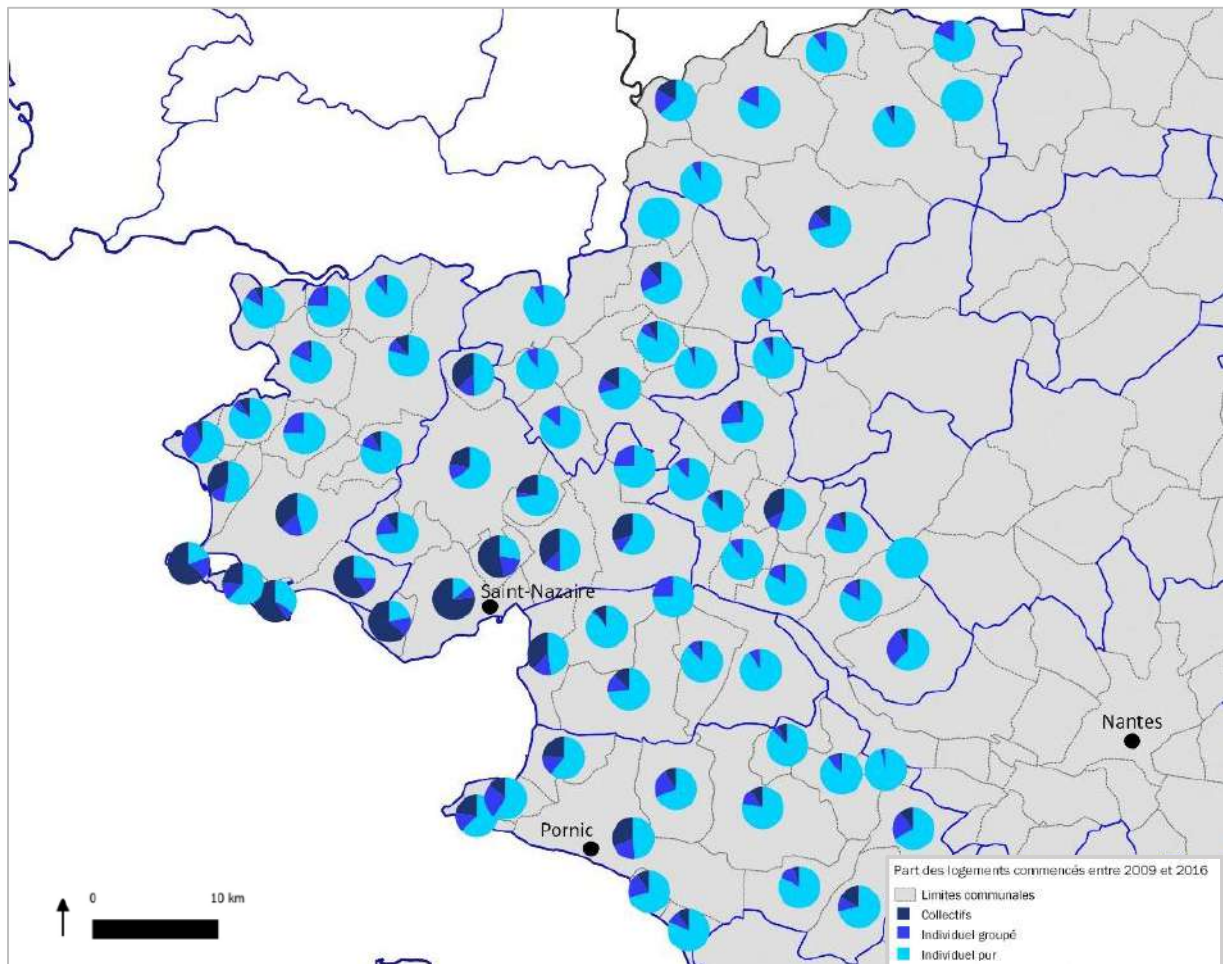 Saint-Nazaire
Nantes
Pornic
0 10 km
Part des logements commencés entre 2009 et 2016
Limites communales
Collectifs
Individuel groupé
Individuel pur